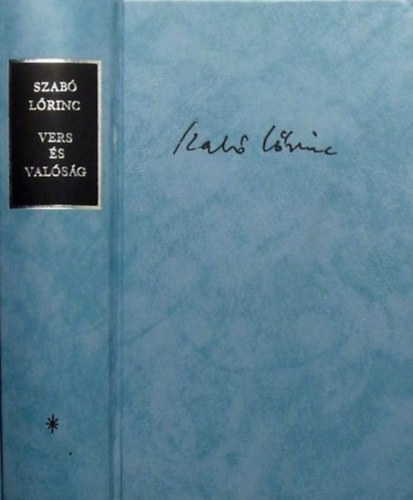 SZABÓ
LŐRINC
VERS
ÉS
VALÓSÁG
Szabó Lőrinc
*